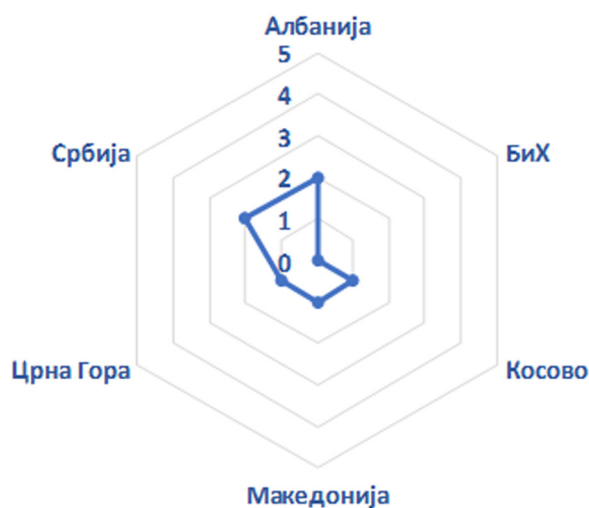 Албанија
5
4
3
2
1
0
БиХ
Косово
Македонија
Црна Гора
Србија